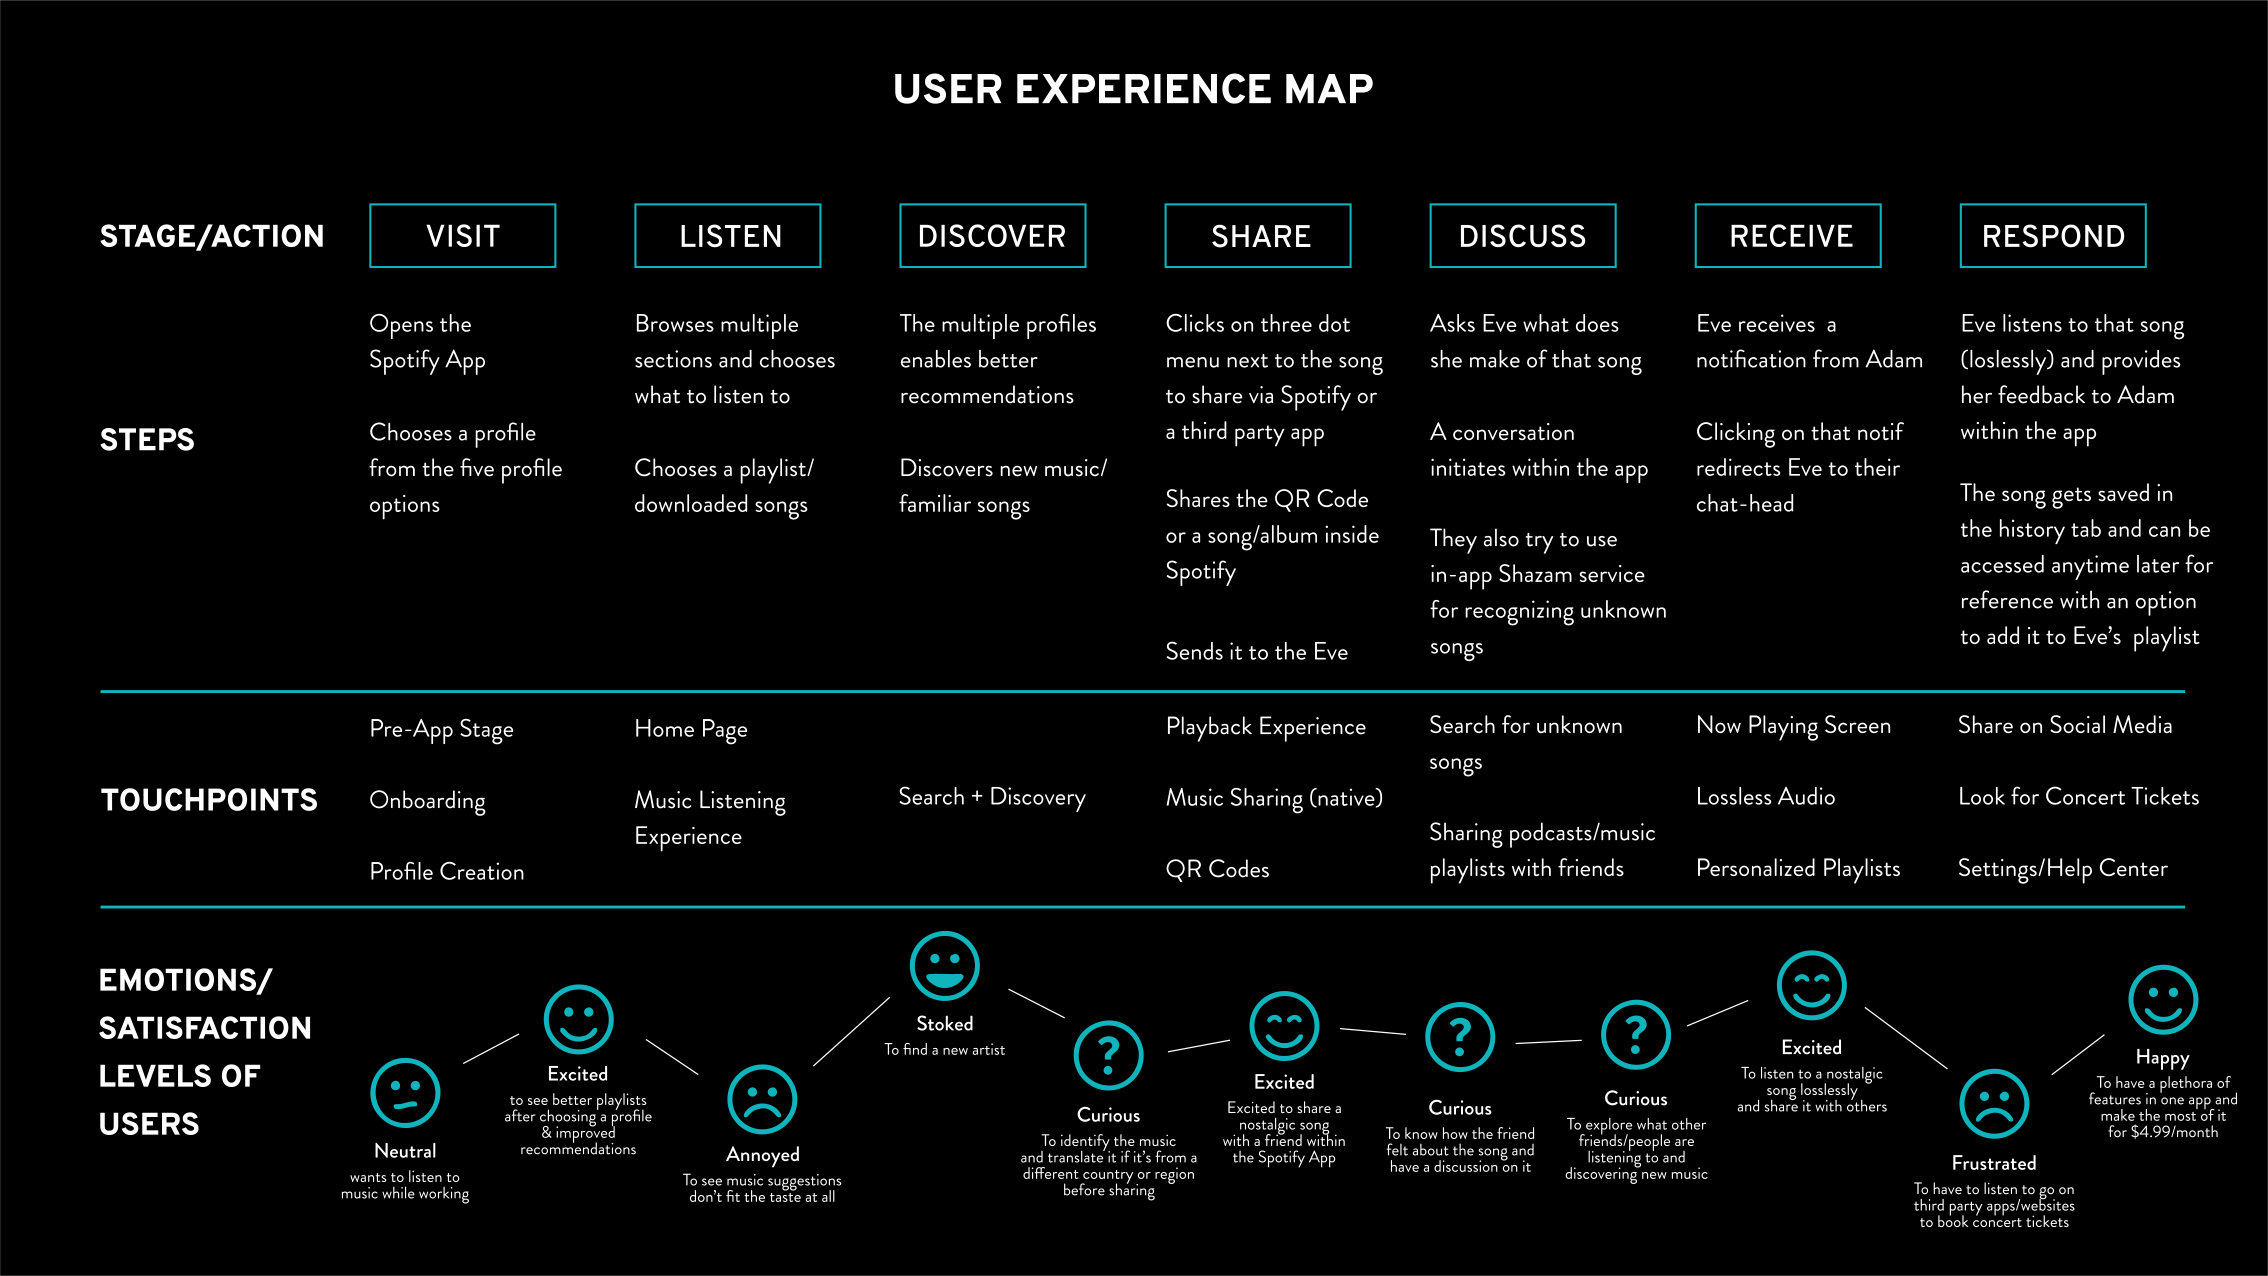 USER EXPERIENCE MAP
STAGE/ACTION
VISIT
LISTEN
DISCOVER
SHARE
DISCUSS
RECEIVE
RESPOND
STEPS
Opens the
Spotify App
Chooses a profile
from the five profile
options
Browses multiple
sections and chooses
what to listen to
Chooses a playlist/
downloaded songs
The multiple profiles
enables better
recommendations
Discovers new music/
familiar songs
Clicks on three dot
menu next to the song
to share via Spotify or
a third party app
Shares the QR Code
or a song/album inside
Spotify
Sends it to the Eve
Asks Eve what does
she make of that song
A conversation
initiates within the app
They also try to use
in-app Shazam service
for recognizing unknown
songs
Eve receives a
notification from Adam
Clicking on that notif
redirects Eve to their
chat-head
Eve listens to that song
(loslessly) and provides
her feedback to Adam
within the app
The song gets saved in
the history tab and can be
accessed anytime later for
reference with an option
to add it to Eve's playlist
TOUCHPOINTS
Pre-App Stage
Onboarding
Profile Creation
Home Page
Music Listening
Experience
Search + Discovery
Playback Experience
Music Sharing (native)
QR Codes
Search for unknown
songs
Sharing podcasts/music
playlists with friends
Now Playing Screen
Lossless Audio
Personalized Playlists
Share on Social Media
Look for Concert Tickets
Settings/Help Center
EMOTIONS/
SATISFACTION
LEVELS OF
USERS
Neutral
wants to listen to
music while working
Excited
to see better playlists
after choosing a profile
& improved
recommendations
Annoyed
To see music suggestions
don't fit the taste at all
Stoked
To find a new artist
?
Curious
To identify the music
and translate it if it's from a
different country or region
before sharing
Excited
Excited to share a
nostalgic song
with a friend within
the Spotify App
?
Curious
To know how the friend
felt about the song and
have a discussion on it
?
Curious
To explore what other
friends/people are
listening to and
discovering new music
Excited
To listen to a nostalgic
song losslessly
and share it with others
Frustrated
To have to listen to go on
third party apps/websites
to book concert tickets
Happy
To have a plethora of
features in one app and
make the most of it
for $4.99/month